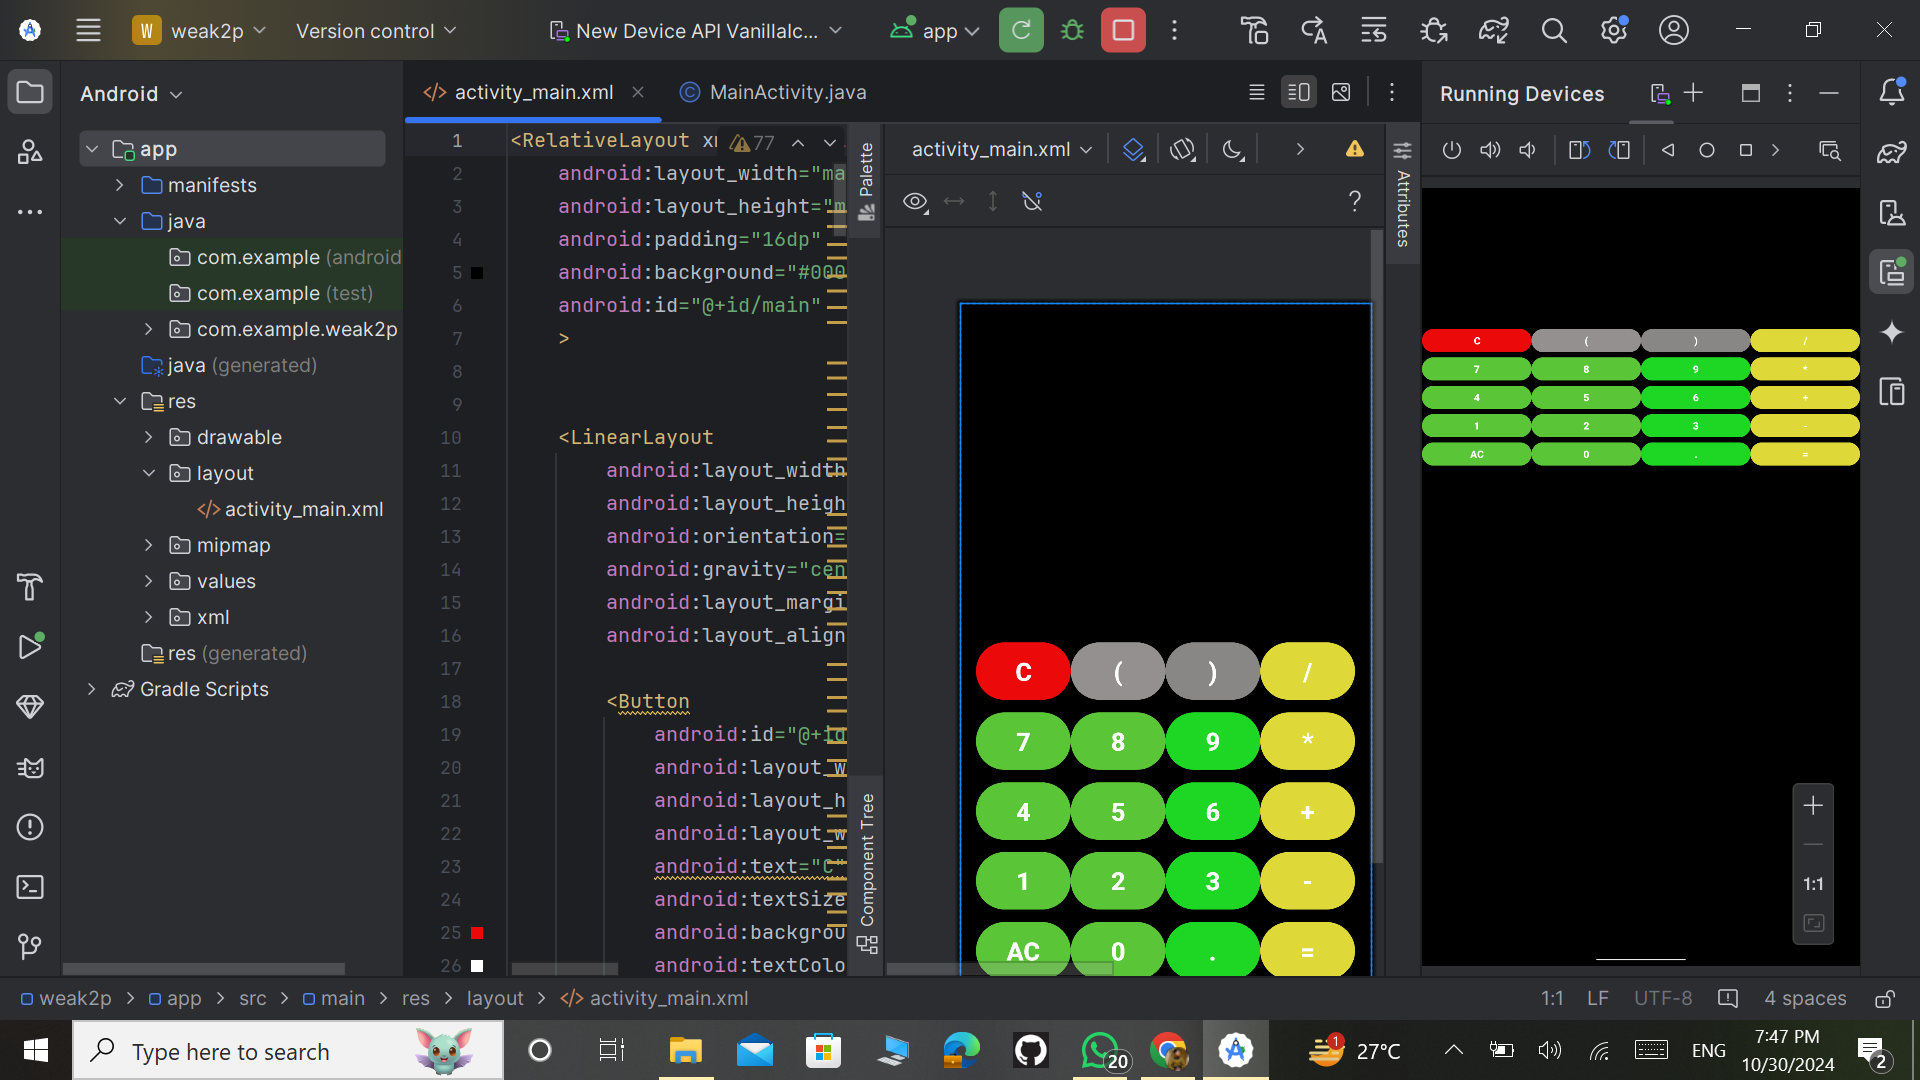 W weak2p
Version control
New Device API VanillaIc...
app
Android
activity_main.xml
MainActivity.java
Running Devices
app
manifests
java
com.example (android
com.example (test)
com.example.weak2p
java (generated)
res
drawable
layout
activity_main.xml
mipmap
values
xml
res (generated)
Gradle Scripts
77
1 <RelativeLayout
2 android:layout_width="ma
3 android:layout_height="m
4 android:padding="16dp"
5 android:background="#000
6 android:id="@+id/main"
7 >
8
9
10 <LinearLayout
11 android:layout_width
12 android:layout_heigh
13 android:orientation=
14 android:gravity="cen
15 android:layout_margi
16 android:layout_align
17
18 <Button
19 android:id="@+id
20 android:layout_w
21 android:layout_h
22 android:layout_w
23 android:text="C"
24 android:textSize
25 android:backgrou
26 android:textColo
Palette
Component Tree
activity_main.xml
?
Attributes
C ( ) /
7 8 9 *
4 5 6 +
1 2 3 -
AC 0 . =
C ( ) /
7 8 9 *
4 5 6 +
1 2 3 -
AC 0 . =
1:1
weak2p > app > src > main > res > layout > activity_main.xml
1:1 LF UTF-8 4 spaces
Type here to search
20
1
27°C
ENG
7:47 PM
10/30/2024
2